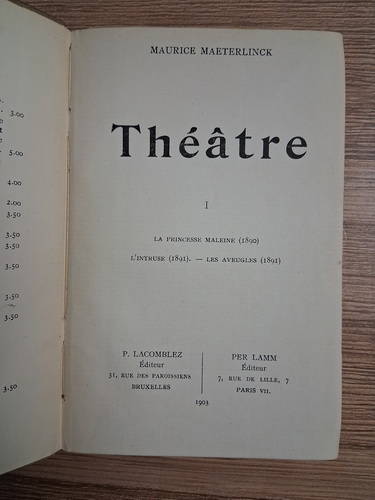 3.00
5.00
4.00
2.00
3.50
3.50
3.50
3.50
3.50
3.50
3.50
MAURICE MAETERLINCK
Théâtre
I
LA PRINCESSE MALEINE (1890)
L'INTRUSE (1891). — LES AVEUGLES (1891)
P. LACOMBLEZ
Éditeur
31, RUE DES PAROISSIENS
BRUXELLES
PER LAMM
Éditeur
7, RUE DE LILLE, 7
PARIS VII.
1903